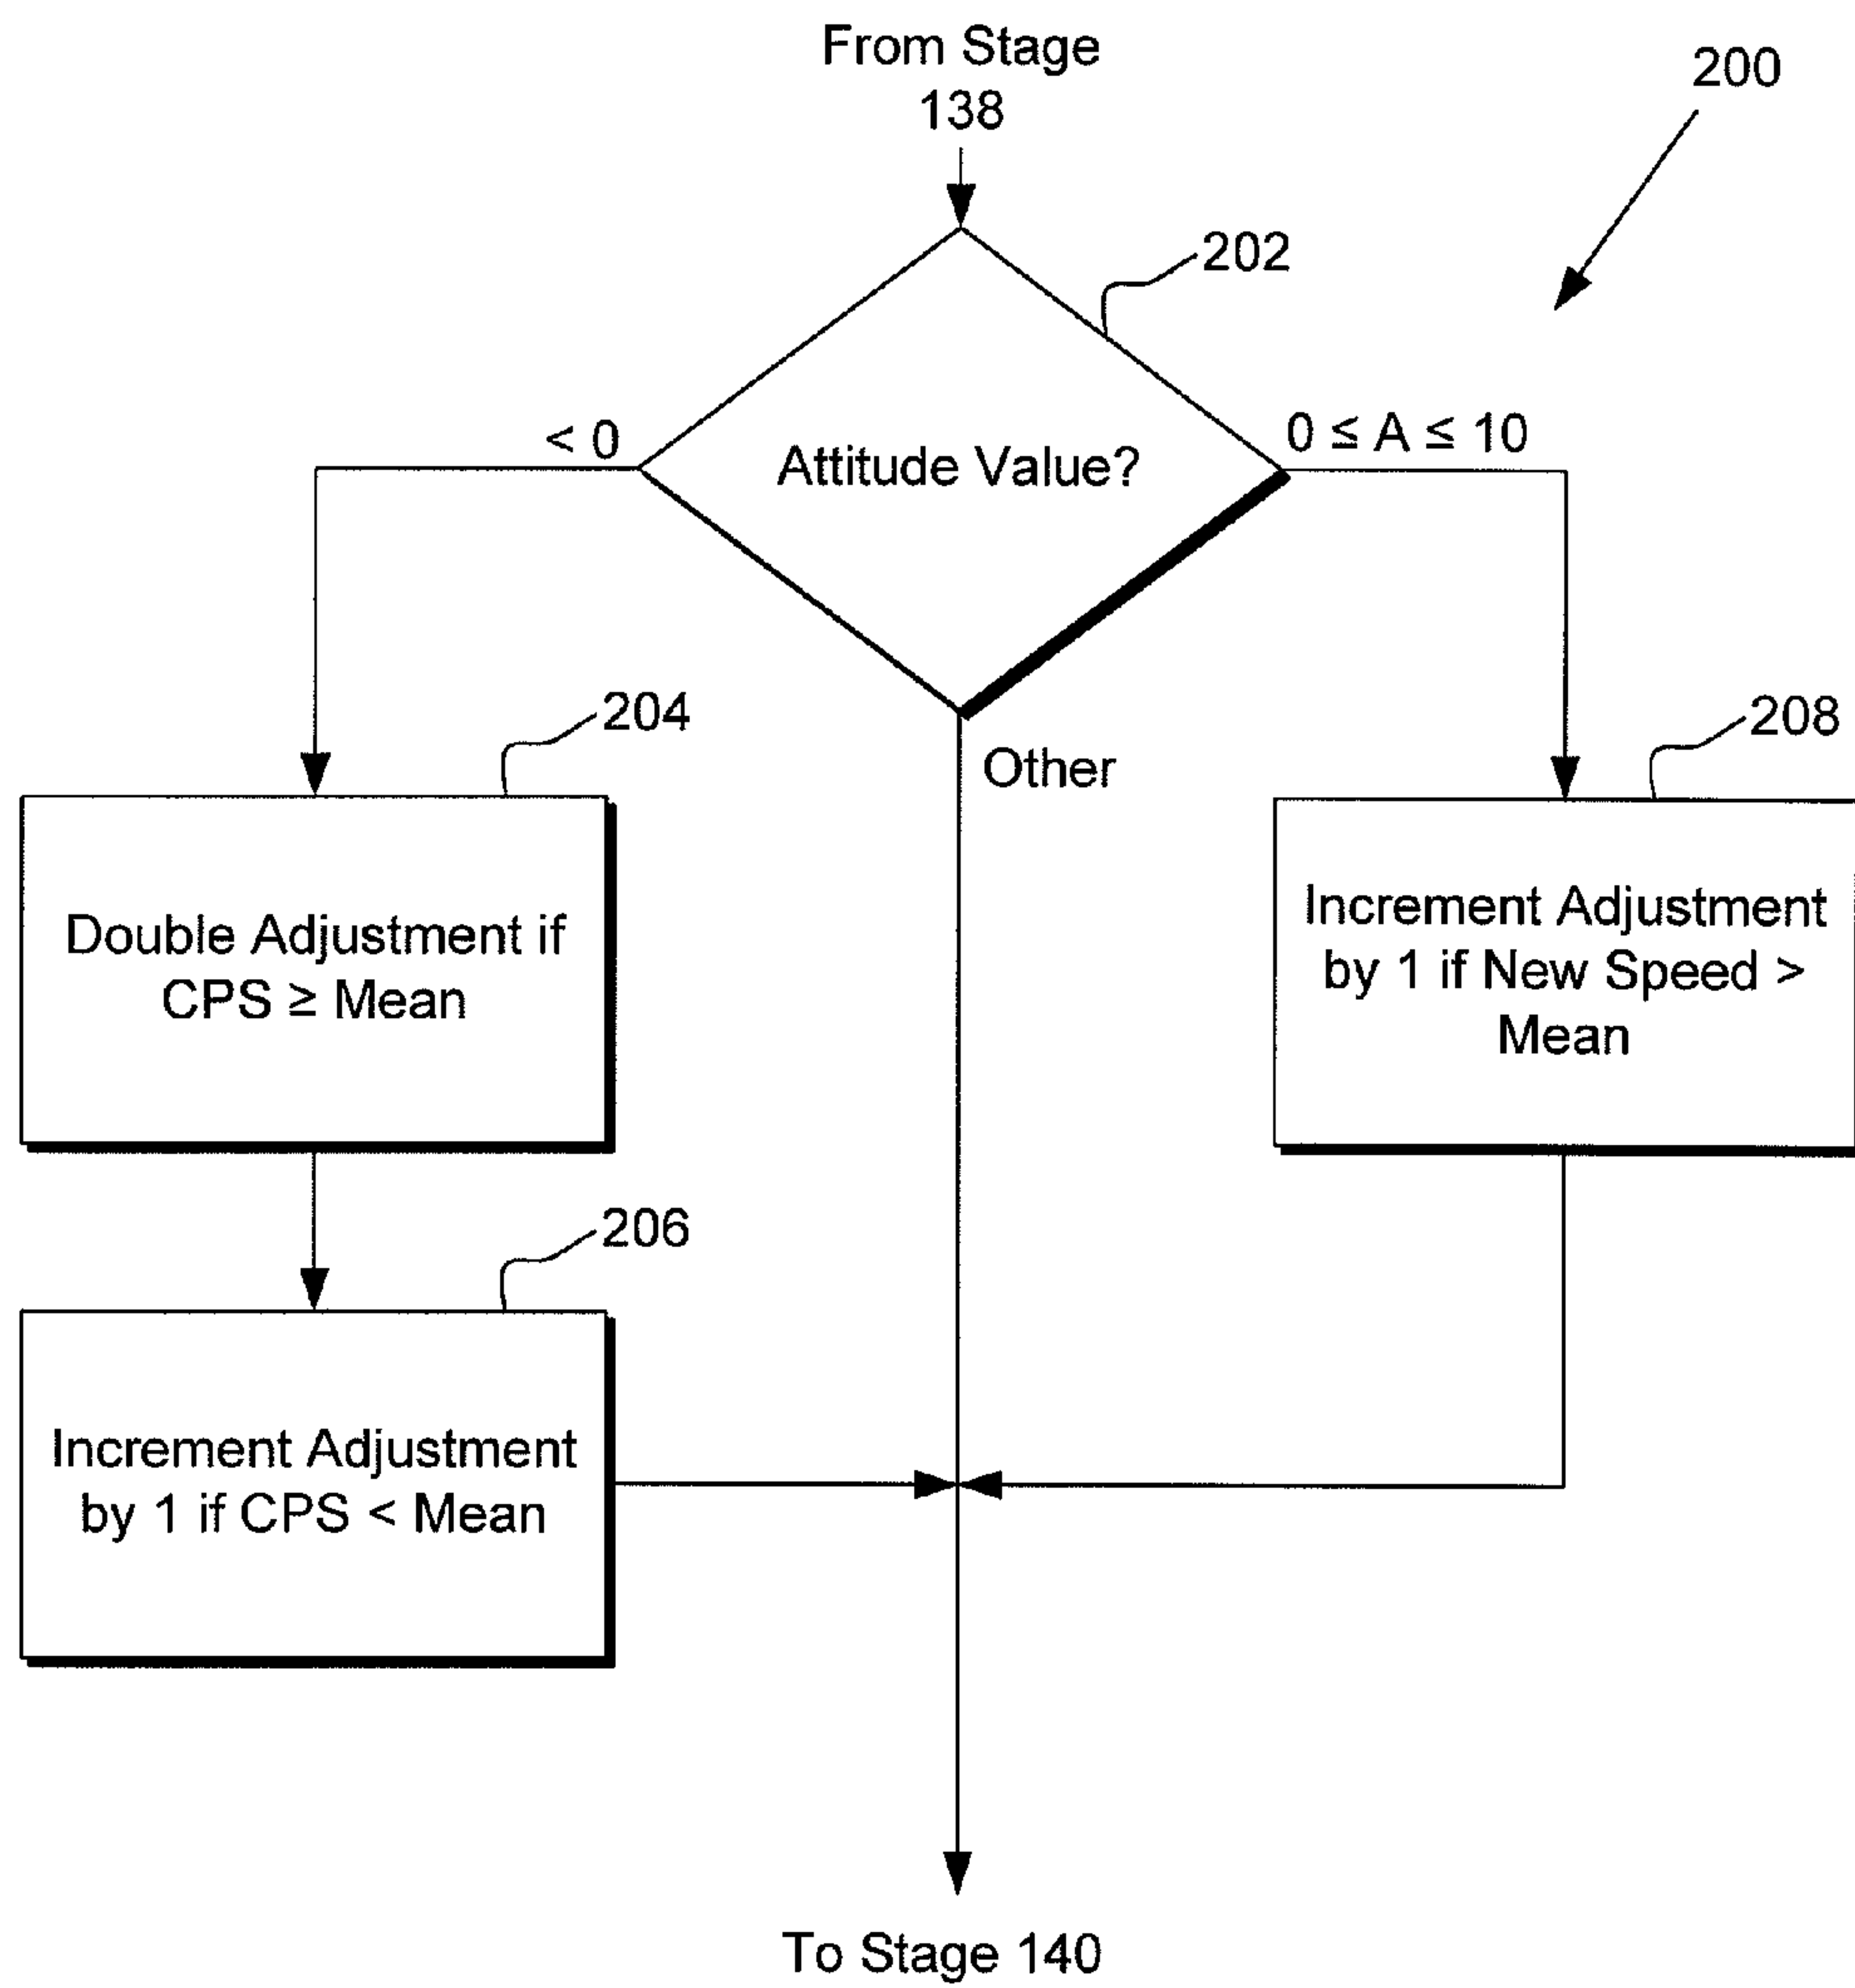 From Stage
138
200
202
< 0
0 ≤ A ≤ 10
Attitude Value?
204
Other
208
Double Adjustment if
CPS ≥ Mean
Increment Adjustment
by 1 if New Speed >
Mean
206
Increment Adjustment
by 1 if CPS < Mean
To Stage 140